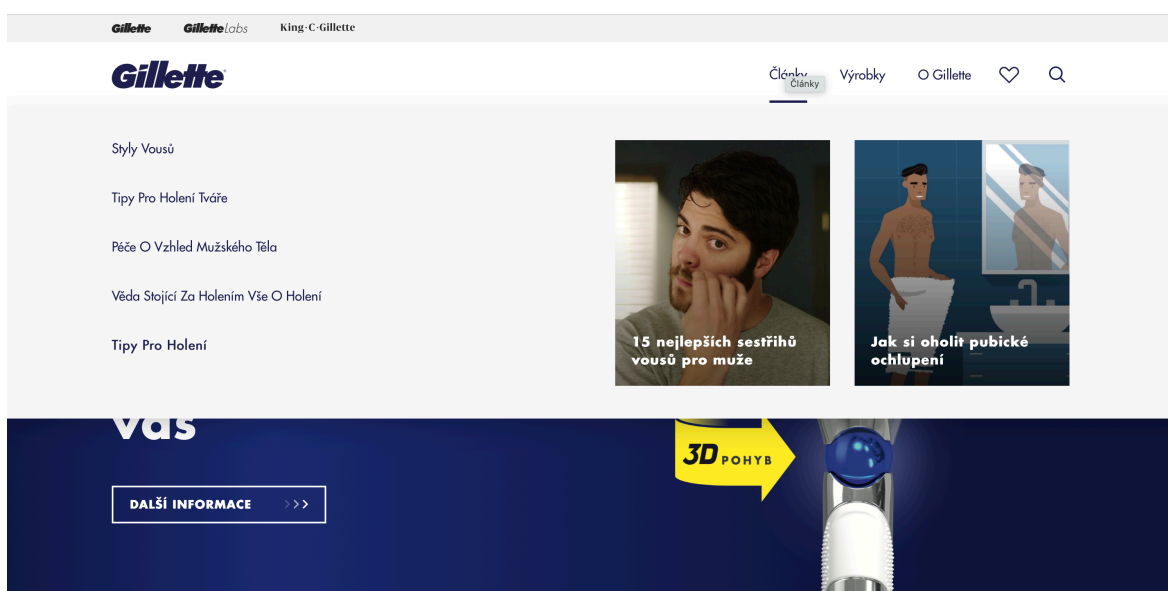 Gillette
GilletteLabs
King·C·Gillette
Gillette
Články
Výrobky
O Gillette
Články
Styly Vousů
Tipy Pro Holení Tváře
Péče O Vzhled Mužského Těla
Věda Stojící Za Holením Vše O Holení
Tipy Pro Holení
15 nejlepších sestřihů
vousů pro muže
Jak si oholit pubické
ochlupení
vás
3D POHYB
DALŠÍ INFORMACE >>>